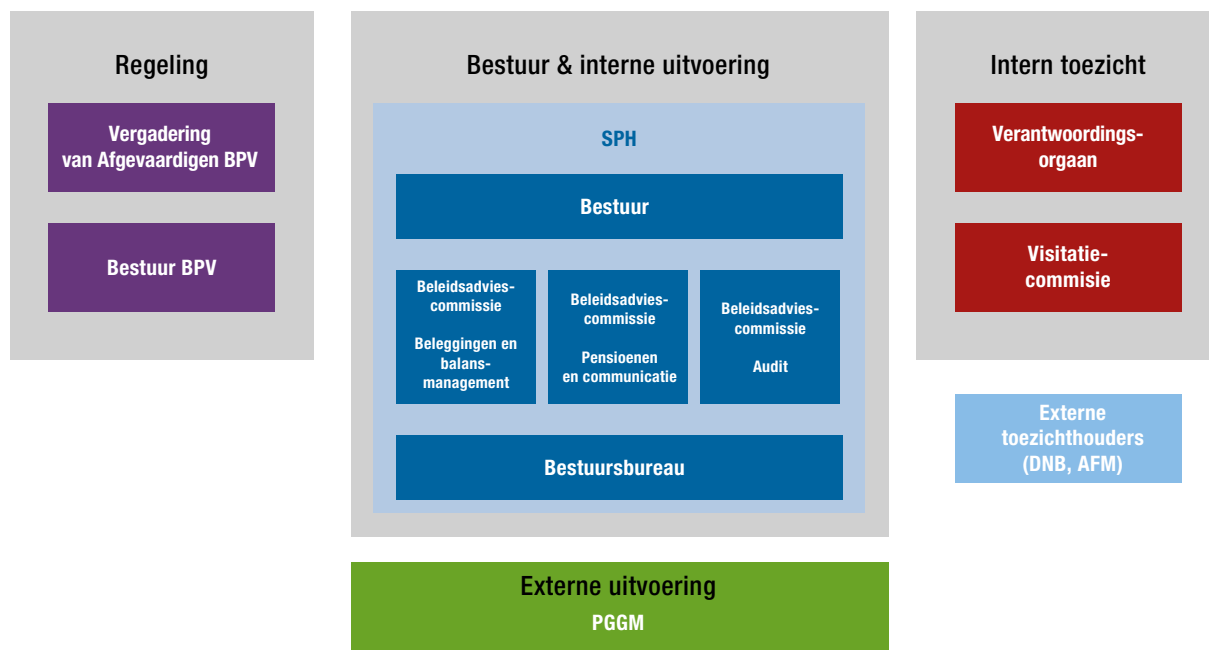 Regeling
Vergadering
van Afgevaardigen BPV
Bestuur BPV
Bestuur & interne uitvoering
SPH
Bestuur
Beleidsadvies-
commissie
Beleggingen en
balans-
management
Beleidsadvies-
commissie
Pensioenen
en communicatie
Beleidsadvies-
commissie
Audit
Bestuursbureau
Externe uitvoering
PGGM
Intern toezicht
Verantwoordings-
orgaan
Visitatie-
commisie
Externe
toezichthouders
(DNB, AFM)